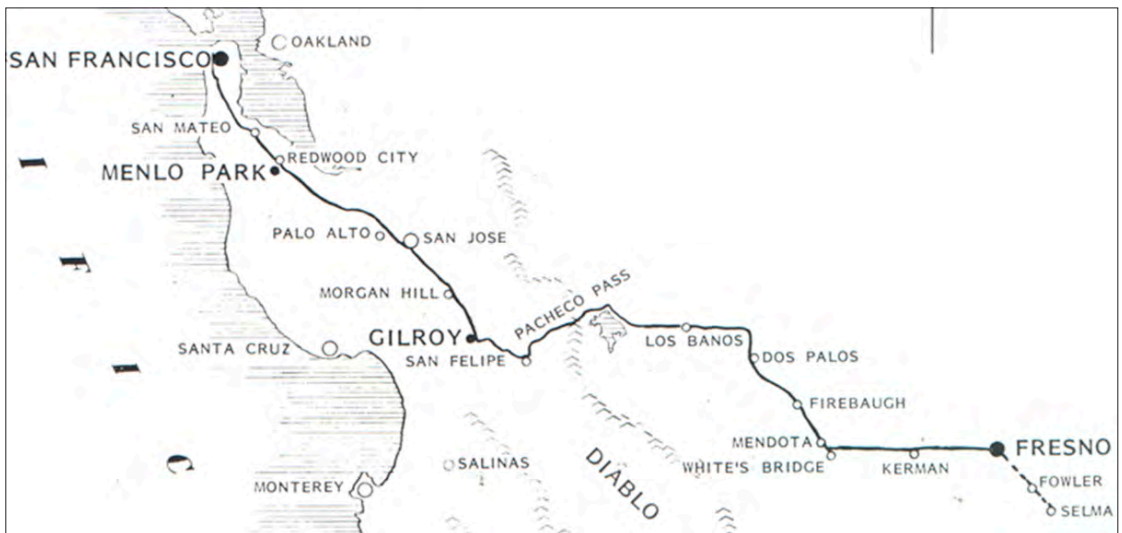 OAKLAND
SAN FRANCISCO
SAN MATEO
REDWOOD CITY
MENLO PARK
I
PALO ALTO
SAN JOSE
F
MORGAN HILL
PACHECO PASS
GILROY
SANTA CRUZ
SAN FELIPE
LOS BANOS
DOS PALOS
I
FIREBAUGH
MENDOTA
FRESNO
SALINAS
DIABLO
WHITE'S BRIDGE
KERMAN
C
MONTEREY
FOWLER
SELMA